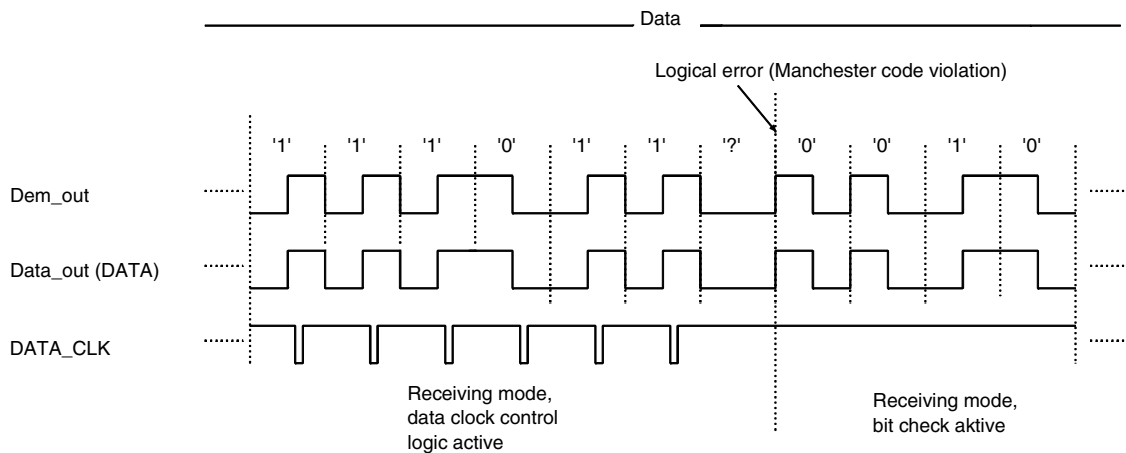 Data
Logical error (Manchester code violation)
'1' '1' '1' '0' '1' '1' '?' '0' '0' '1' '0'
Dem_out
Data_out (DATA)
DATA_CLK
Receiving mode,
data clock control
logic active
Receiving mode,
bit check aktive